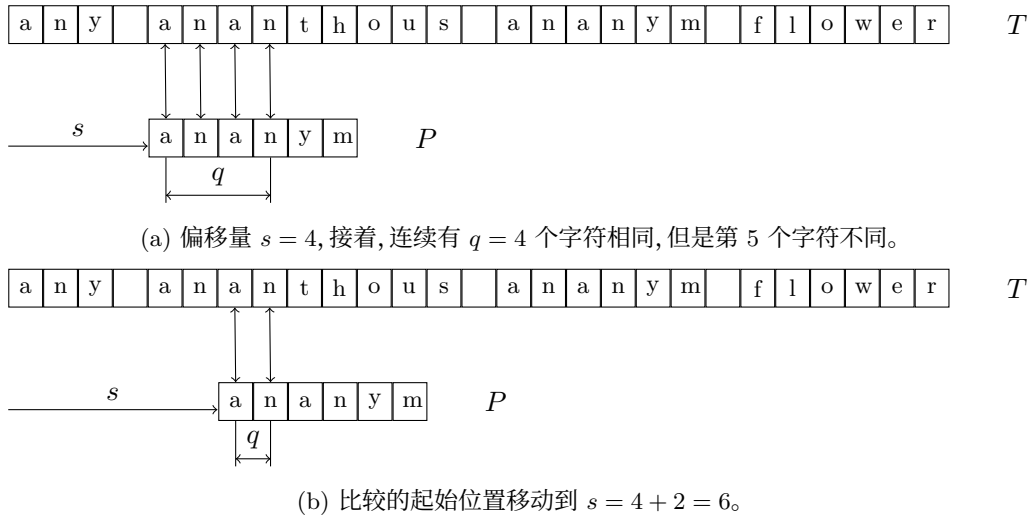 a n y a n a n t h o u s a n a n y m f l o w e r T
s a n a n y m P
q
(a) 偏移量 s = 4, 接着, 连续有 q = 4 个字符相同, 但是第 5 个字符不同。
a n y a n a n t h o u s a n a n y m f l o w e r T
s a n a n y m P
q
(b) 比较的起始位置移动到 s = 4 + 2 = 6。